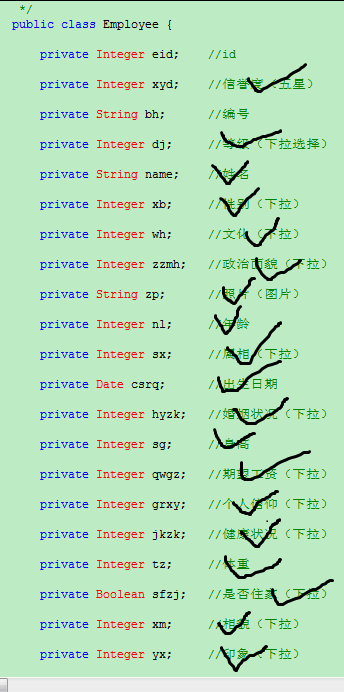 */
public class Employee {
private Integer eid; //id
private Integer xyd; //信誉度（五星）
private String bh; //编号
private Integer dj; //等级（下拉选择）
private String name; //姓名
private Integer xb; //性别（下拉）
private Integer wh; //文化（下拉）
private Integer zzmh; //政治面貌（下拉）
private String zp; //照片（图片）
private Integer nl; //年龄
private Integer sx; //属相（下拉）
private Date csrq; //出生日期
private Integer hyzk; //婚姻状况（下拉）
private Integer sg; //身高
private Integer qwgz; //期望工资（下拉）
private Integer grxy; //个人信仰（下拉）
private Integer jkzk; //健康状况（下拉）
private Integer tz; //体重
private Boolean sfzj; //是否住家（下拉）
private Integer xm; //相貌（下拉）
private Integer yx; //印象（下拉）